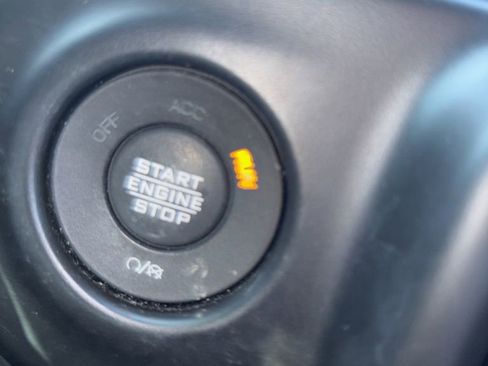 OFF
ACC
RUN
START
ENGINE
STOP